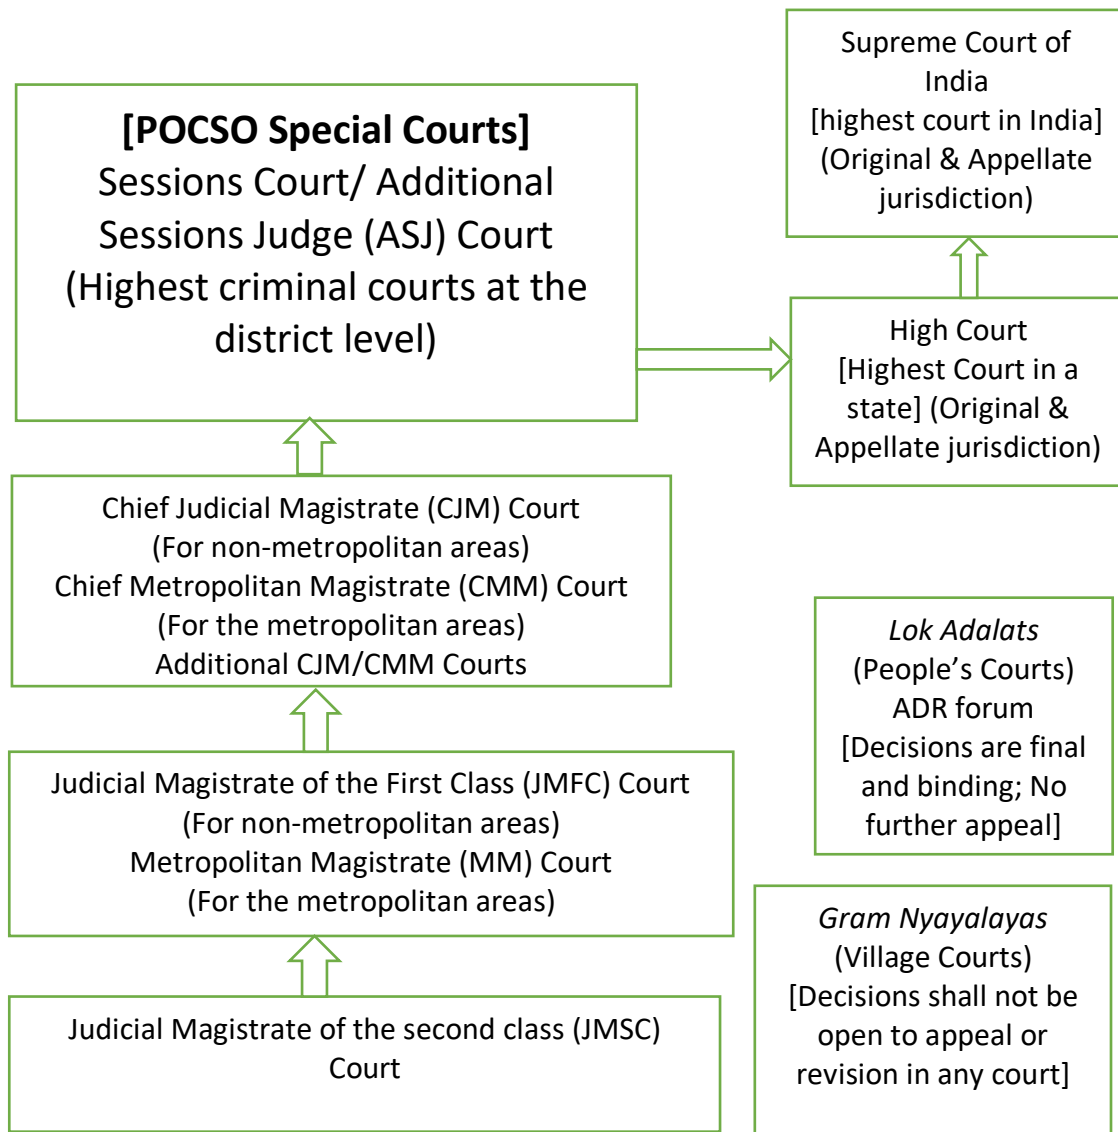 [POCSO Special Courts]
Sessions Court/ Additional
Sessions Judge (ASJ) Court
(Highest criminal courts at the
district level)
Supreme Court of
India
[highest court in India]
(Original & Appellate
jurisdiction)
High Court
[Highest Court in a
state] (Original &
Appellate jurisdiction)
Chief Judicial Magistrate (CJM) Court
(For non-metropolitan areas)
Chief Metropolitan Magistrate (CMM) Court
(For the metropolitan areas)
Additional CJM/CMM Courts
Judicial Magistrate of the First Class (JMFC) Court
(For non-metropolitan areas)
Metropolitan Magistrate (MM) Court
(For the metropolitan areas)
Judicial Magistrate of the second class (JMSC)
Court
Lok Adalats
(People’s Courts)
ADR forum
[Decisions are final
and binding; No
further appeal]
Gram Nyayalayas
(Village Courts)
[Decisions shall not be
open to appeal or
revision in any court]